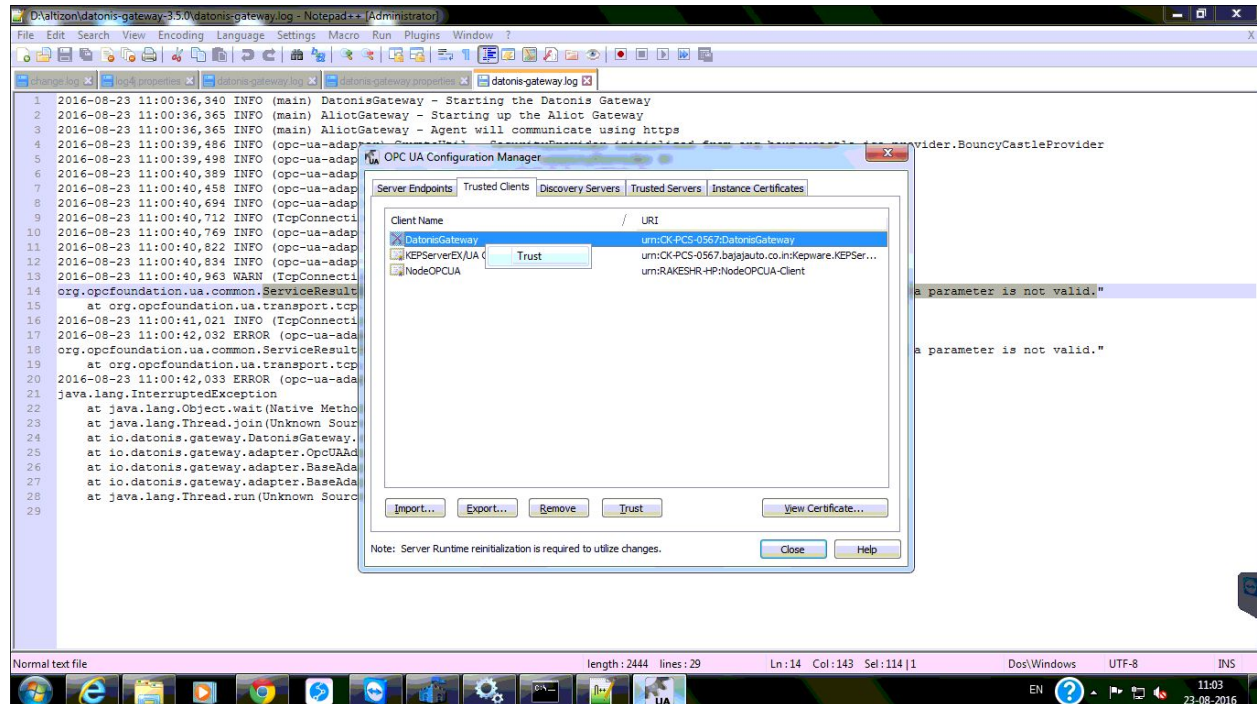 D:\altizon\datonis-gateway-3.5.0\datonis-gateway.log - Notepad++ [Administrator]
File Edit Search View Encoding Language Settings Macro Run Plugins Window ? X
change.log log4j.properties datonis-gateway.log datonis-gateway.properties datonis-gateway.log
1 2016-08-23 11:00:36,340 INFO (main) DatonisGateway - Starting the Datonis Gateway
2 2016-08-23 11:00:36,365 INFO (main) AliotGateway - Starting up the Aliot Gateway
3 2016-08-23 11:00:36,365 INFO (main) AliotGateway - Agent will communicate using https
4 2016-08-23 11:00:39,486 INFO (opc-ua-adapter) CryptoUtil - SecurityProvider initialized from org.bouncycastle.jce.provider.BouncyCastleProvider
5 2016-08-23 11:00:39,498 INFO (opc-ua-adap
6 2016-08-23 11:00:40,389 INFO (opc-ua-adap
7 2016-08-23 11:00:40,458 INFO (opc-ua-adap
8 2016-08-23 11:00:40,694 INFO (opc-ua-adap
9 2016-08-23 11:00:40,712 INFO (TcpConnecti
10 2016-08-23 11:00:40,769 INFO (opc-ua-adap
11 2016-08-23 11:00:40,822 INFO (opc-ua-adap
12 2016-08-23 11:00:40,834 INFO (opc-ua-adap
13 2016-08-23 11:00:40,963 WARN (TcpConnecti
14 org.opcfoundation.ua.common.ServiceResult a parameter is not valid."
15 at org.opcfoundation.ua.transport.tcp
16 2016-08-23 11:00:41,021 INFO (TcpConnecti
17 2016-08-23 11:00:42,032 ERROR (opc-ua-ada
18 org.opcfoundation.ua.common.ServiceResult a parameter is not valid."
19 at org.opcfoundation.ua.transport.tcp
20 2016-08-23 11:00:42,033 ERROR (opc-ua-ada
21 java.lang.InterruptedException
22 at java.lang.Object.wait(Native Metho
23 at java.lang.Thread.join(Unknown Sour
24 at io.datonis.gateway.DatonisGateway.
25 at io.datonis.gateway.adapter.OpcUAAd
26 at io.datonis.gateway.adapter.BaseAda
27 at io.datonis.gateway.adapter.BaseAda
28 at java.lang.Thread.run(Unknown Sourc
29
OPC UA Configuration Manager
Server Endpoints Trusted Clients Discovery Servers Trusted Servers Instance Certificates
Client Name / URI
DatonisGateway urn:CK-PCS-0567:DatonisGateway
KEPServerEX/UA C urn:CK-PCS-0567.bajajauto.co.in:Kepware.KEPSer...
Trust
NodeOPCUA urn:RAKESHR-HP:NodeOPCUA-Client
Import... Export... Remove Trust View Certificate...
Note: Server Runtime reinitialization is required to utilize changes. Close Help
Normal text file length : 2444 lines : 29 Ln : 14 Col : 143 Sel : 114 | 1 Dos\Windows UTF-8 INS
C:\_ UA EN ? 11:03
23-08-2016